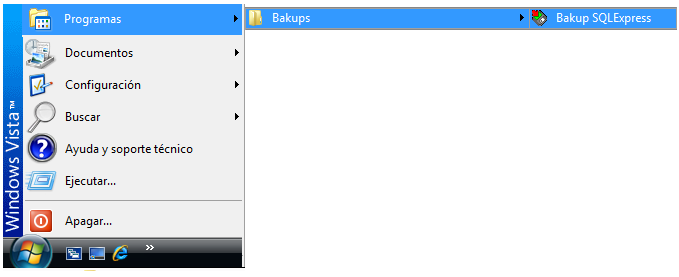 Programas
Bakups
Bakup SQLExpress
Documentos
Configuración
Buscar
Ayuda y soporte técnico
Ejecutar...
Apagar...
Windows Vista™
»